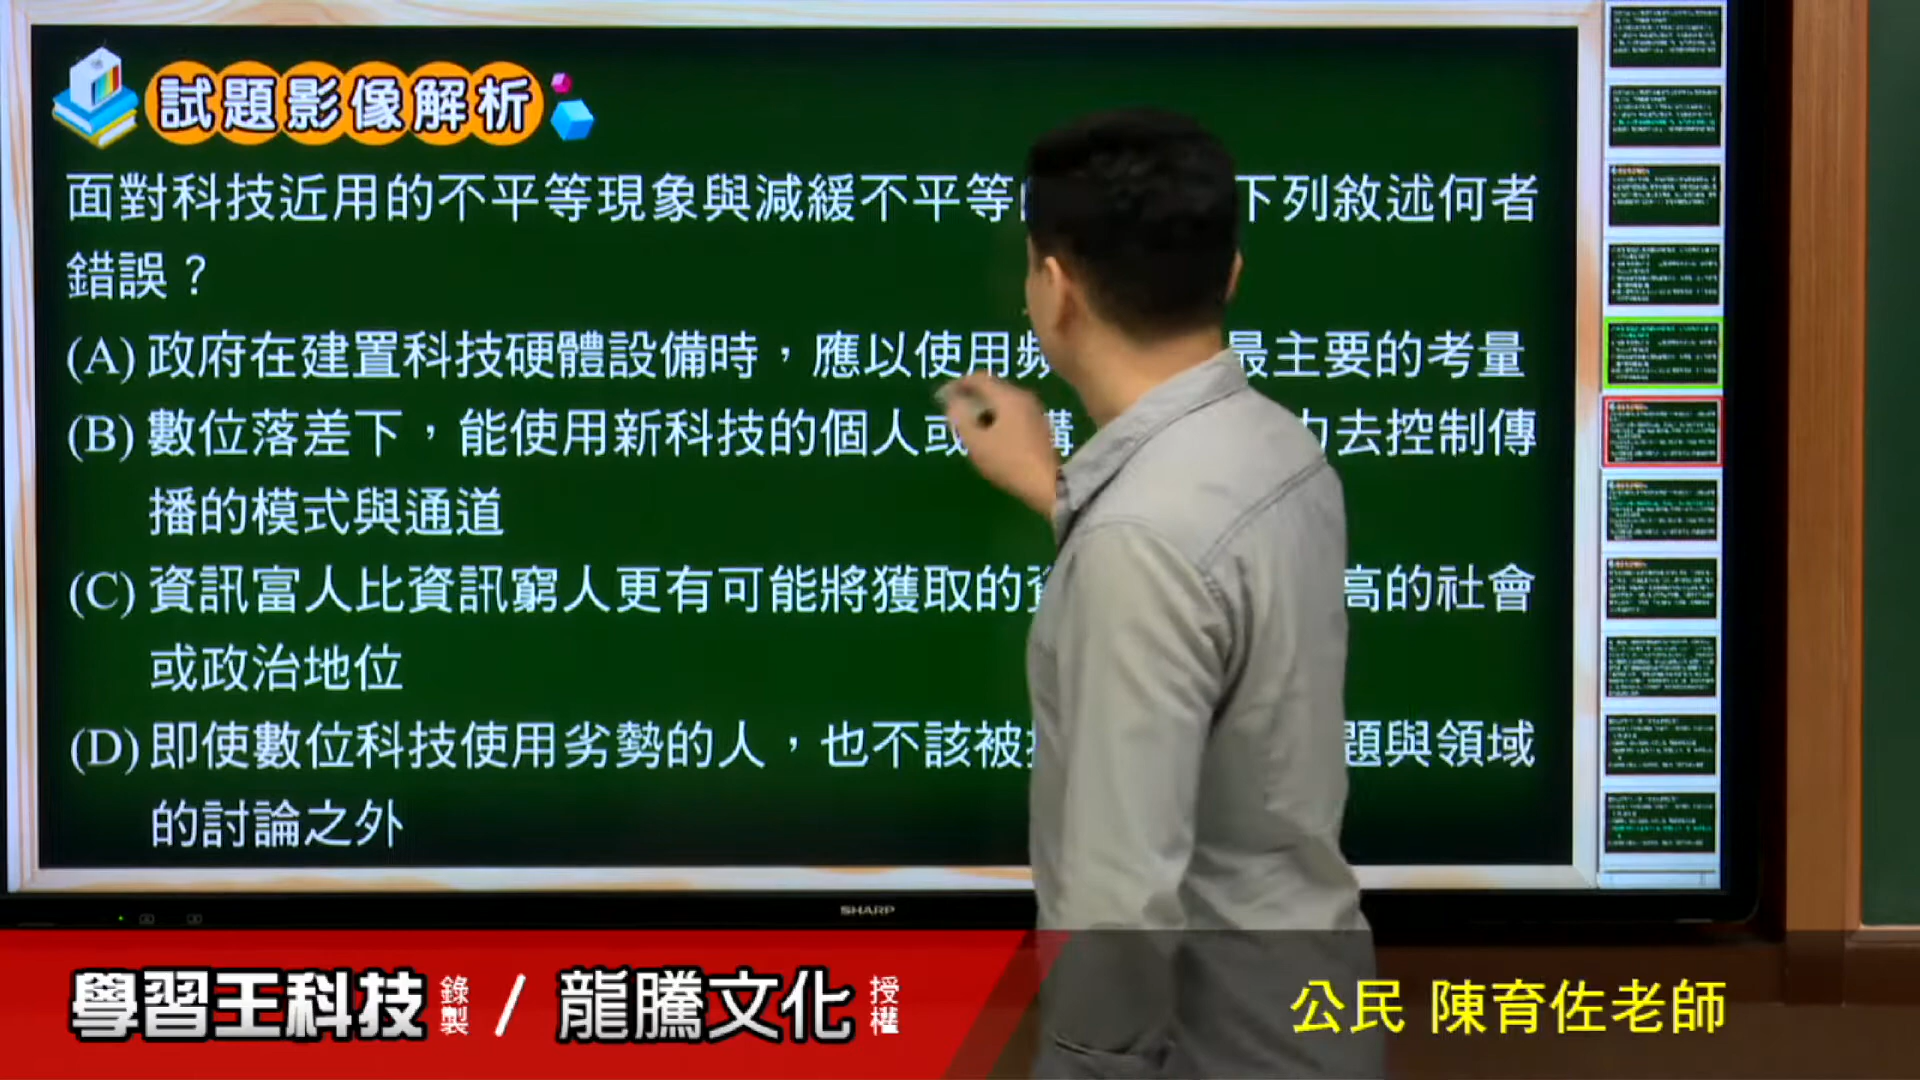 試題影像解析
面對科技近用的不平等現象與減緩不平等 下列敘述何者
錯誤？
(A) 政府在建置科技硬體設備時，應以使用頻 最主要的考量
(B) 數位落差下，能使用新科技的個人或 構 力去控制傳
播的模式與通道
(C) 資訊富人比資訊窮人更有可能將獲取的資 高的社會
或政治地位
(D) 即使數位科技使用劣勢的人，也不該被 題與領域
的討論之外
SHARP
學習王科技 錄製 / 龍騰文化 授權
公民 陳育佐老師